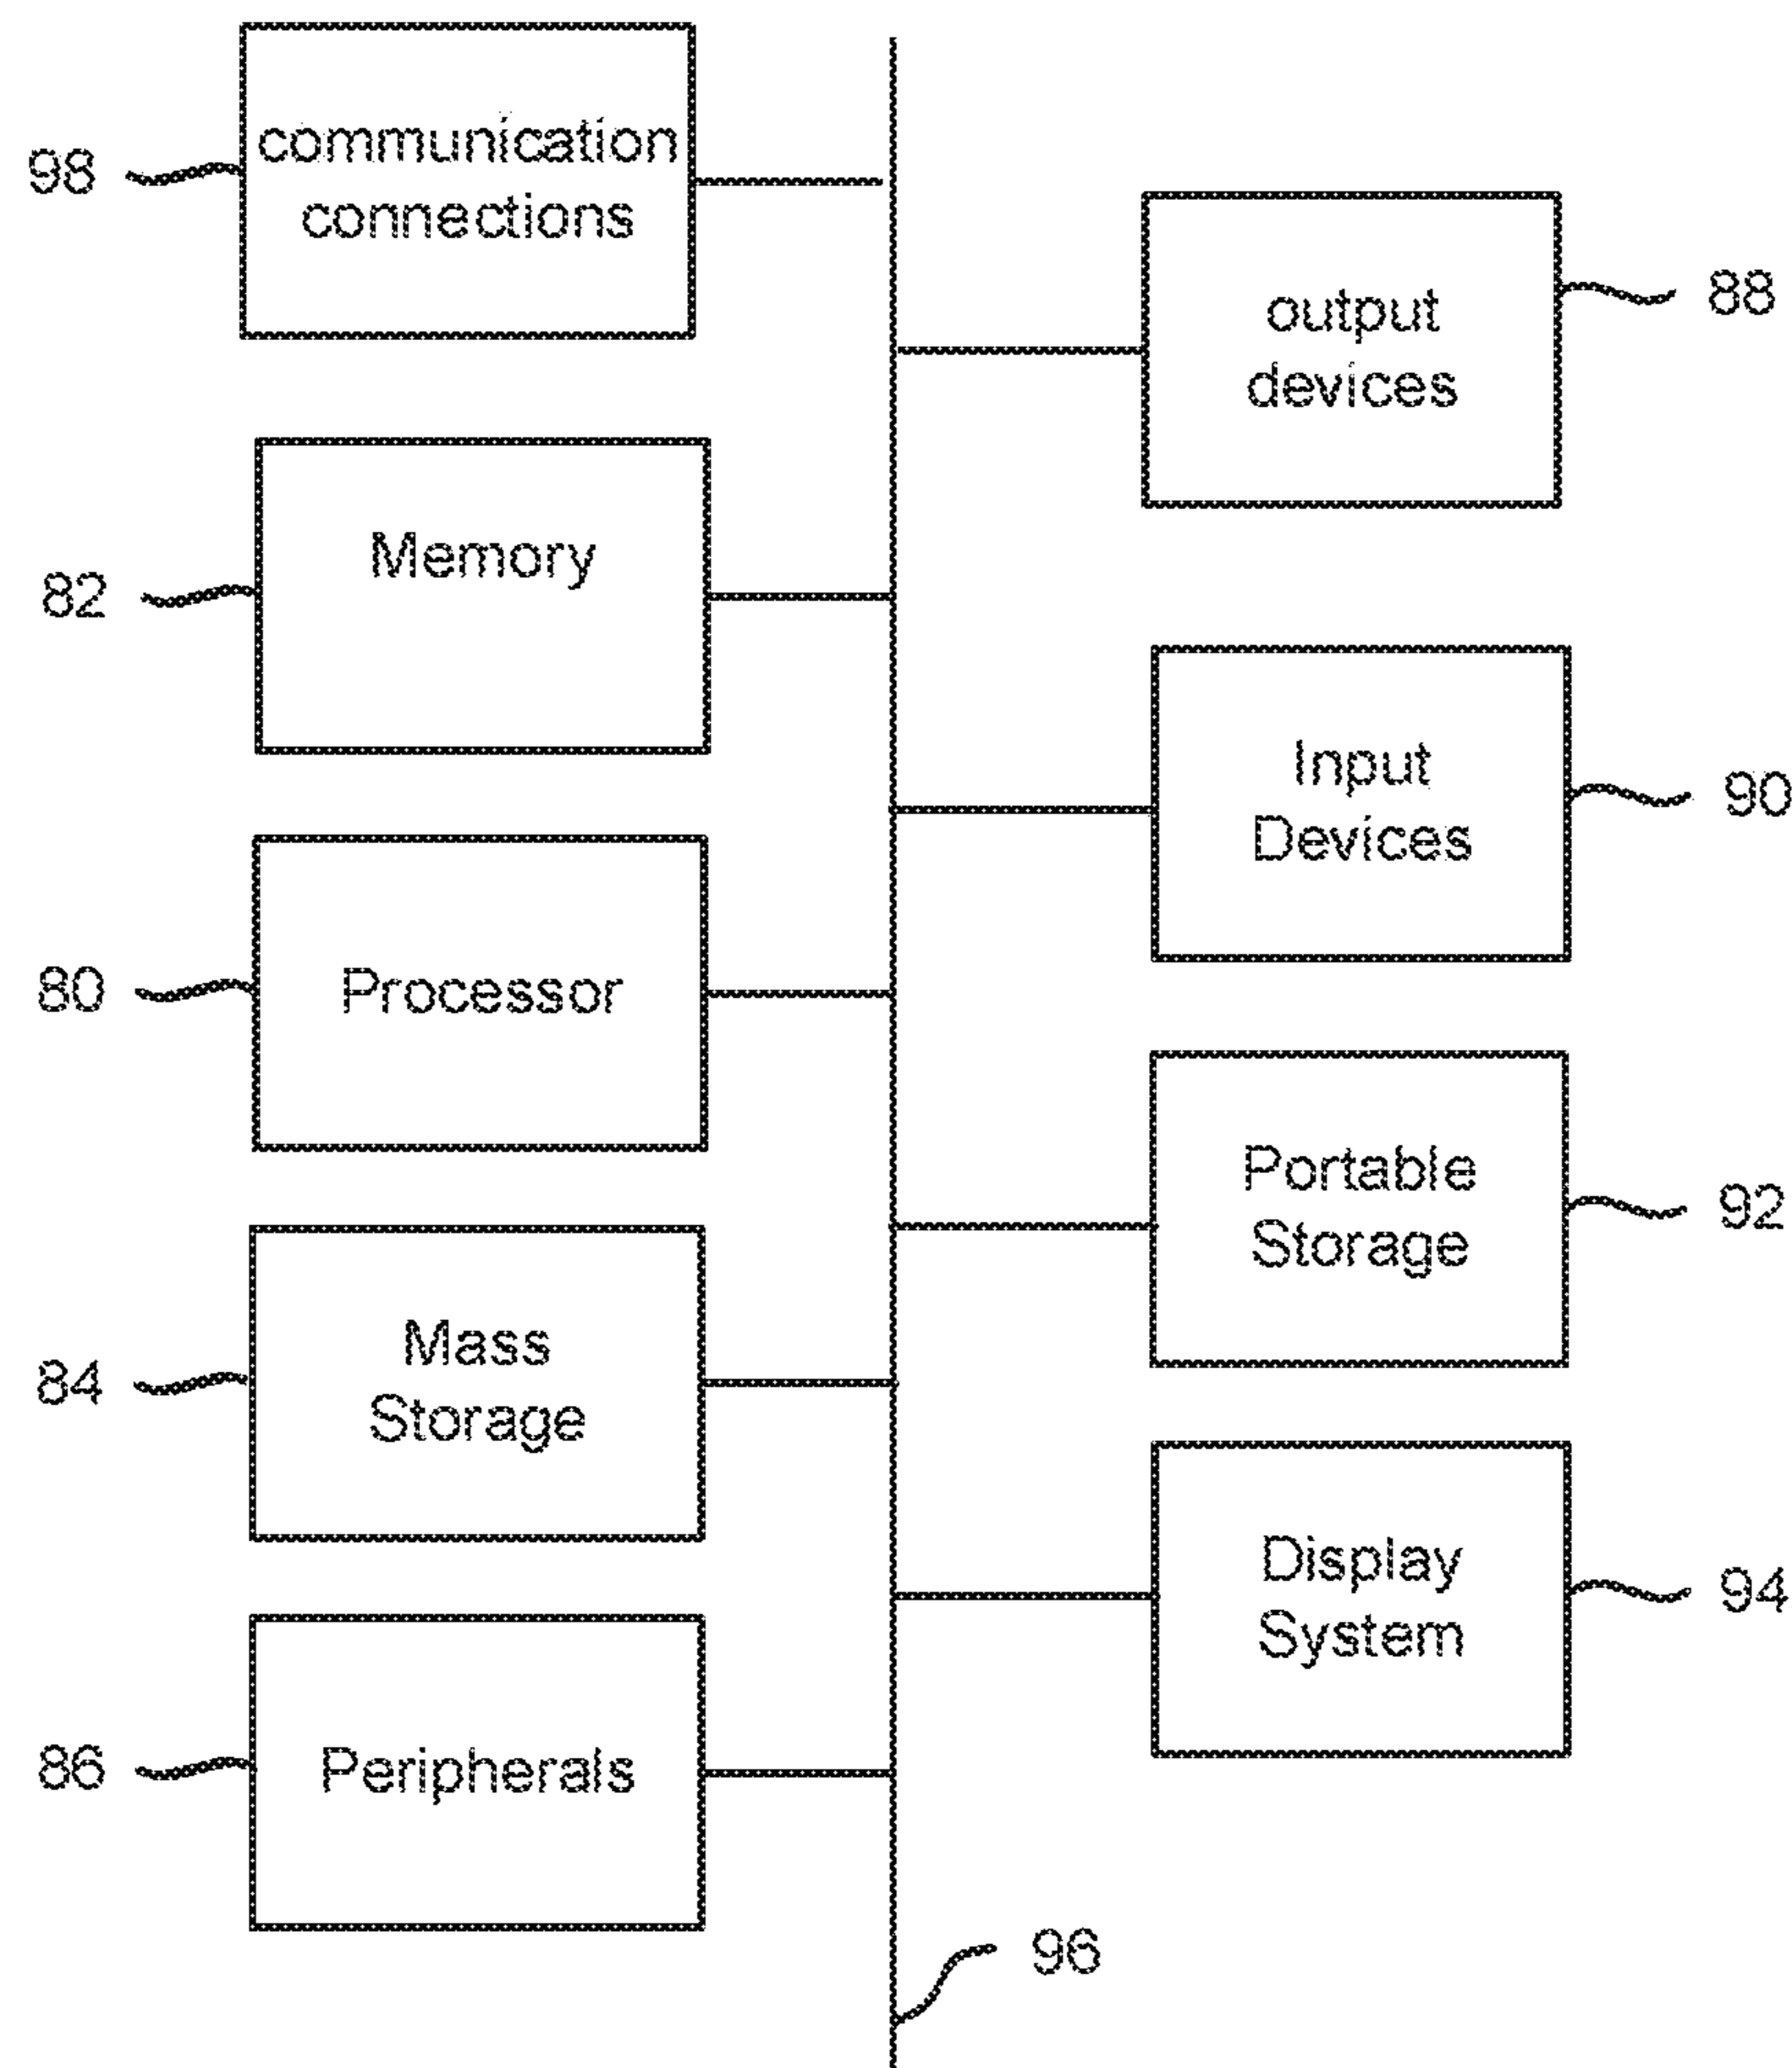 98
communication
connections
output
devices
88
82
Memory
Input
Devices
90
80
Processor
Portable
Storage
92
84
Mass
Storage
Display
System
94
86
Peripherals
96